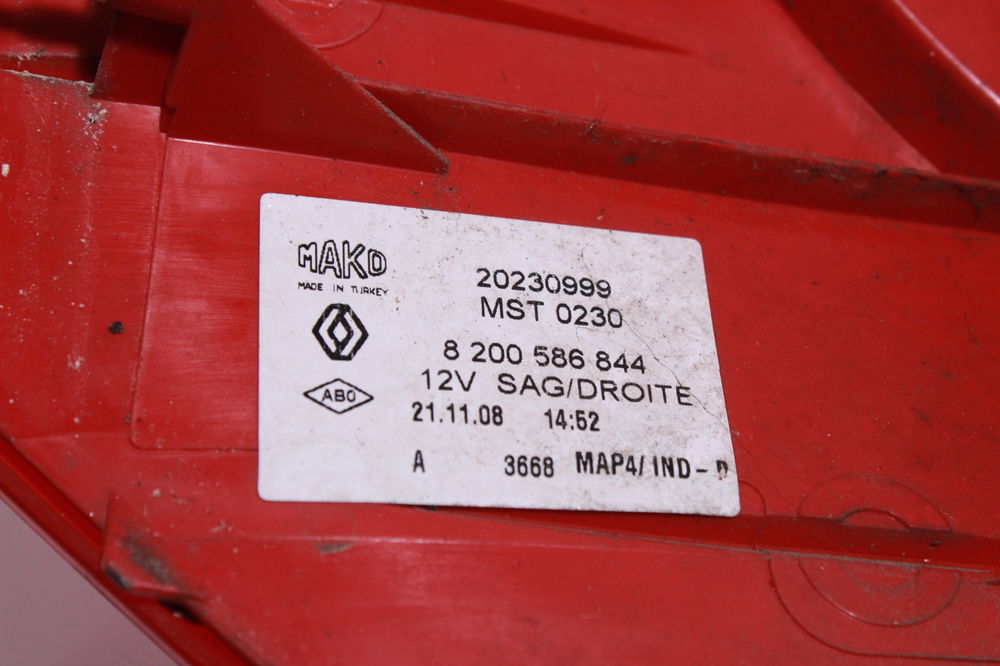 MAKO
MADE IN TURKEY
ABO
20230999
MST 0230
8 200 586 844
12V SAG/DROITE
21.11.08 14:52
A 3668 MAP4/IND-D